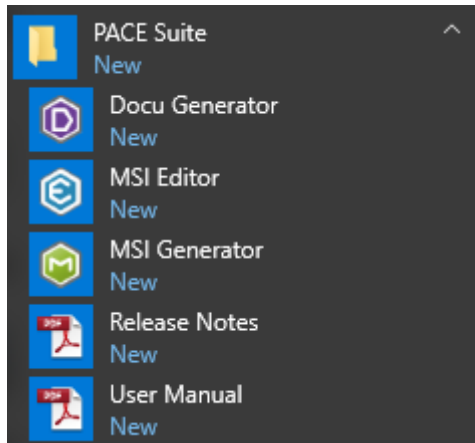 PACE Suite
New
Docu Generator
New
MSI Editor
New
MSI Generator
New
Release Notes
New
User Manual
New